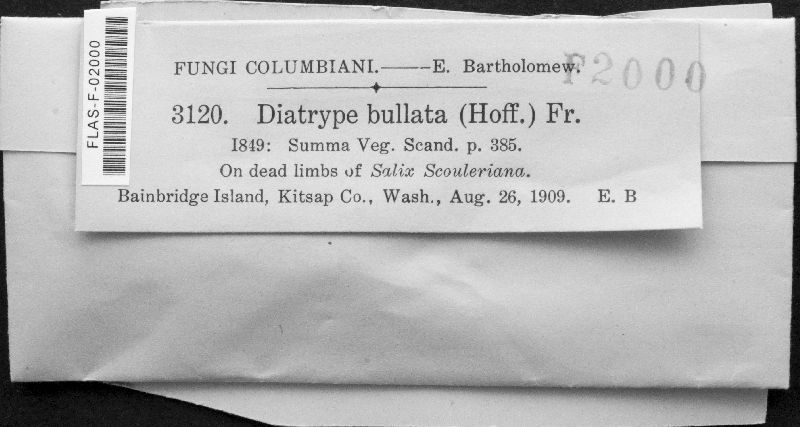 FLAS-F-02000
F2000
FUNGI COLUMBIANI.——E. Bartholomew.
3120. Diatrype bullata (Hoff.) Fr.
1849: Summa Veg. Scand. p. 385.
On dead limbs of Salix Scouleriana.
Bainbridge Island, Kitsap Co., Wash., Aug. 26, 1909. E. B